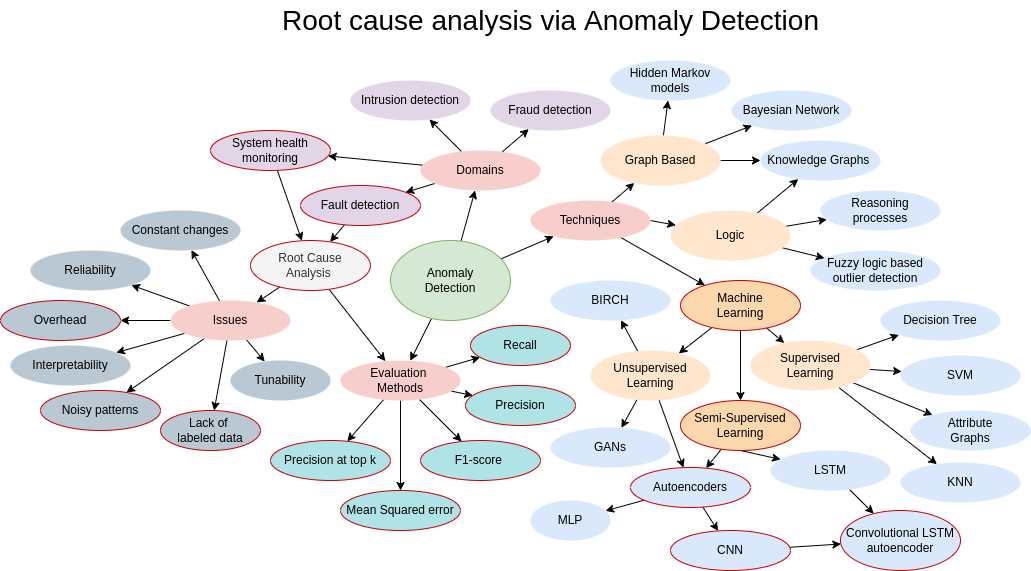 Root cause analysis via Anomaly Detection
Hidden Markov
models
Intrusion detection
Fraud detection
Bayesian Network
System health
monitoring
Domains
Graph Based
Knowledge Graphs
Fault detection
Techniques
Reasoning
processes
Constant changes
Logic
Root Cause
Analysis
Anomaly
Detection
Fuzzy logic based
outlier detection
Reliability
BIRCH
Machine
Learning
Overhead
Issues
Decision Tree
Recall
Interpretability
Tunability
Evaluation
Methods
Unsupervised
Learning
Supervised
Learning
SVM
Noisy patterns
Precision
Lack of
labeled data
Semi-Supervised
Learning
Attribute
Graphs
GANs
Precision at top k
F1-score
LSTM
KNN
Autoencoders
Mean Squared error
MLP
CNN
Convolutional LSTM
autoencoder